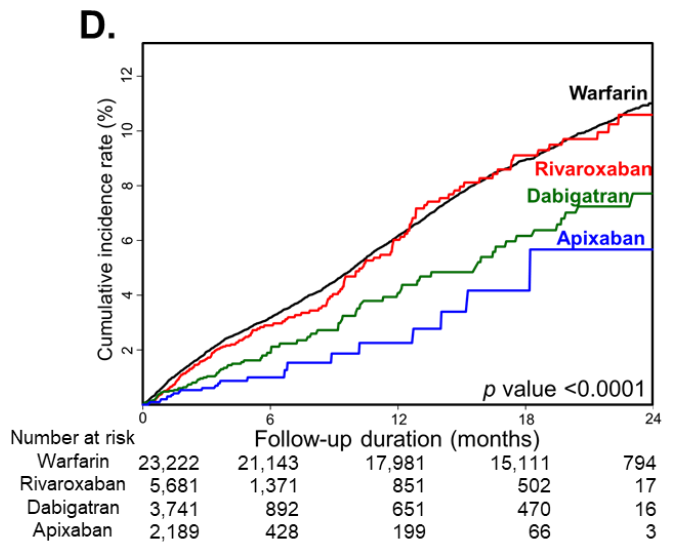 D.
Cumulative incidence rate (%)
12
10
8
6
4
2
Warfarin
Rivaroxaban
Dabigatran
Apixaban
p value <0.0001
0 6 12 18 24
Number at risk Follow-up duration (months)
Warfarin 23,222 21,143 17,981 15,111 794
Rivaroxaban 5,681 1,371 851 502 17
Dabigatran 3,741 892 651 470 16
Apixaban 2,189 428 199 66 3